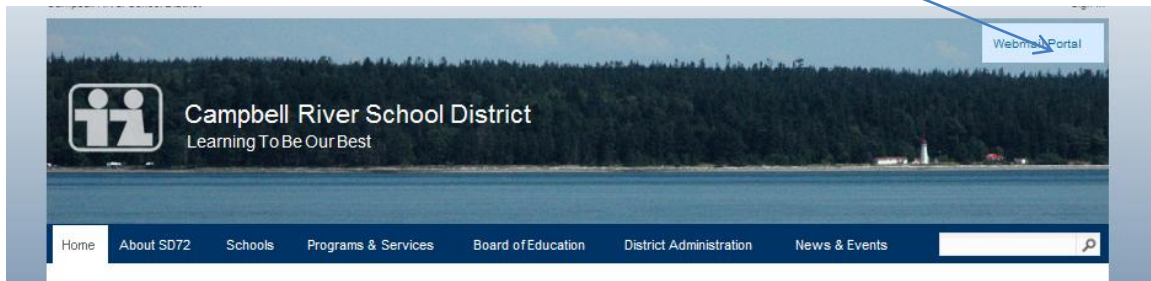 Webmail Portal
Campbell River School District
Learning To Be Our Best
Home About SD72 Schools Programs & Services Board of Education District Administration News & Events